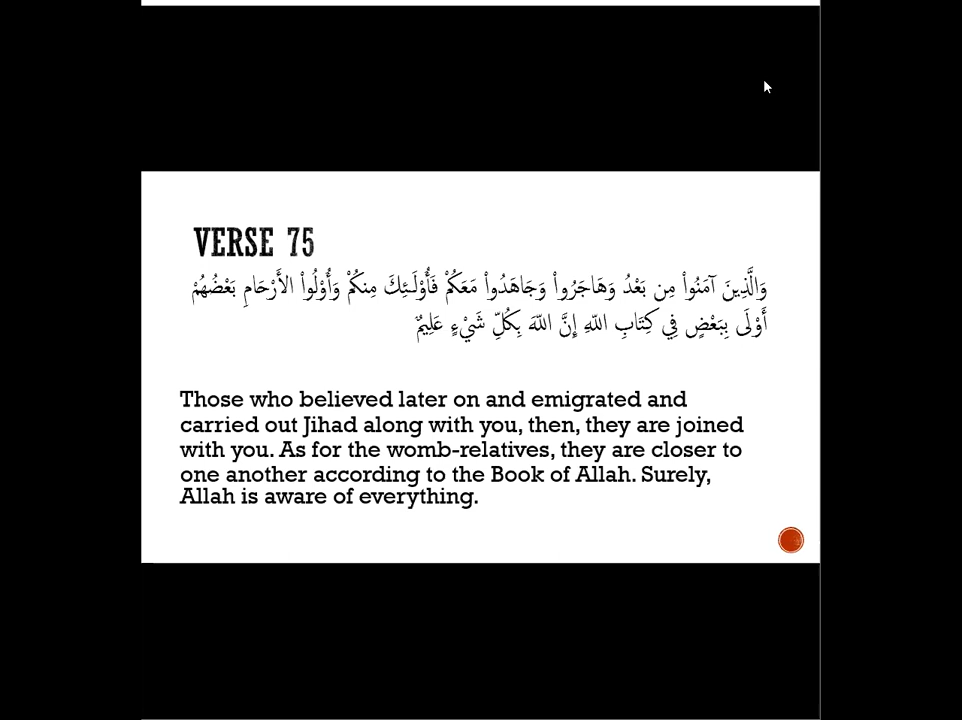 VERSE 75
وَالَّذِينَ آمَنُواْ مِن بَعْدُ وَهَاجَرُواْ وَجَاهَدُواْ مَعَكُمْ فَأُوْلَـئِكَ مِنكُمْ وَأُوْلُواْ الأَرْحَامِ بَعْضُهُمْ
أَوْلَى بِبَعْضٍ فِي كِتَابِ اللّهِ إِنَّ اللّهَ بِكُلِّ شَيْءٍ عَلِيمٌ
Those who believed later on and emigrated and
carried out Jihad along with you, then, they are joined
with you. As for the womb-relatives, they are closer to
one another according to the Book of Allah. Surely,
Allah is aware of everything.